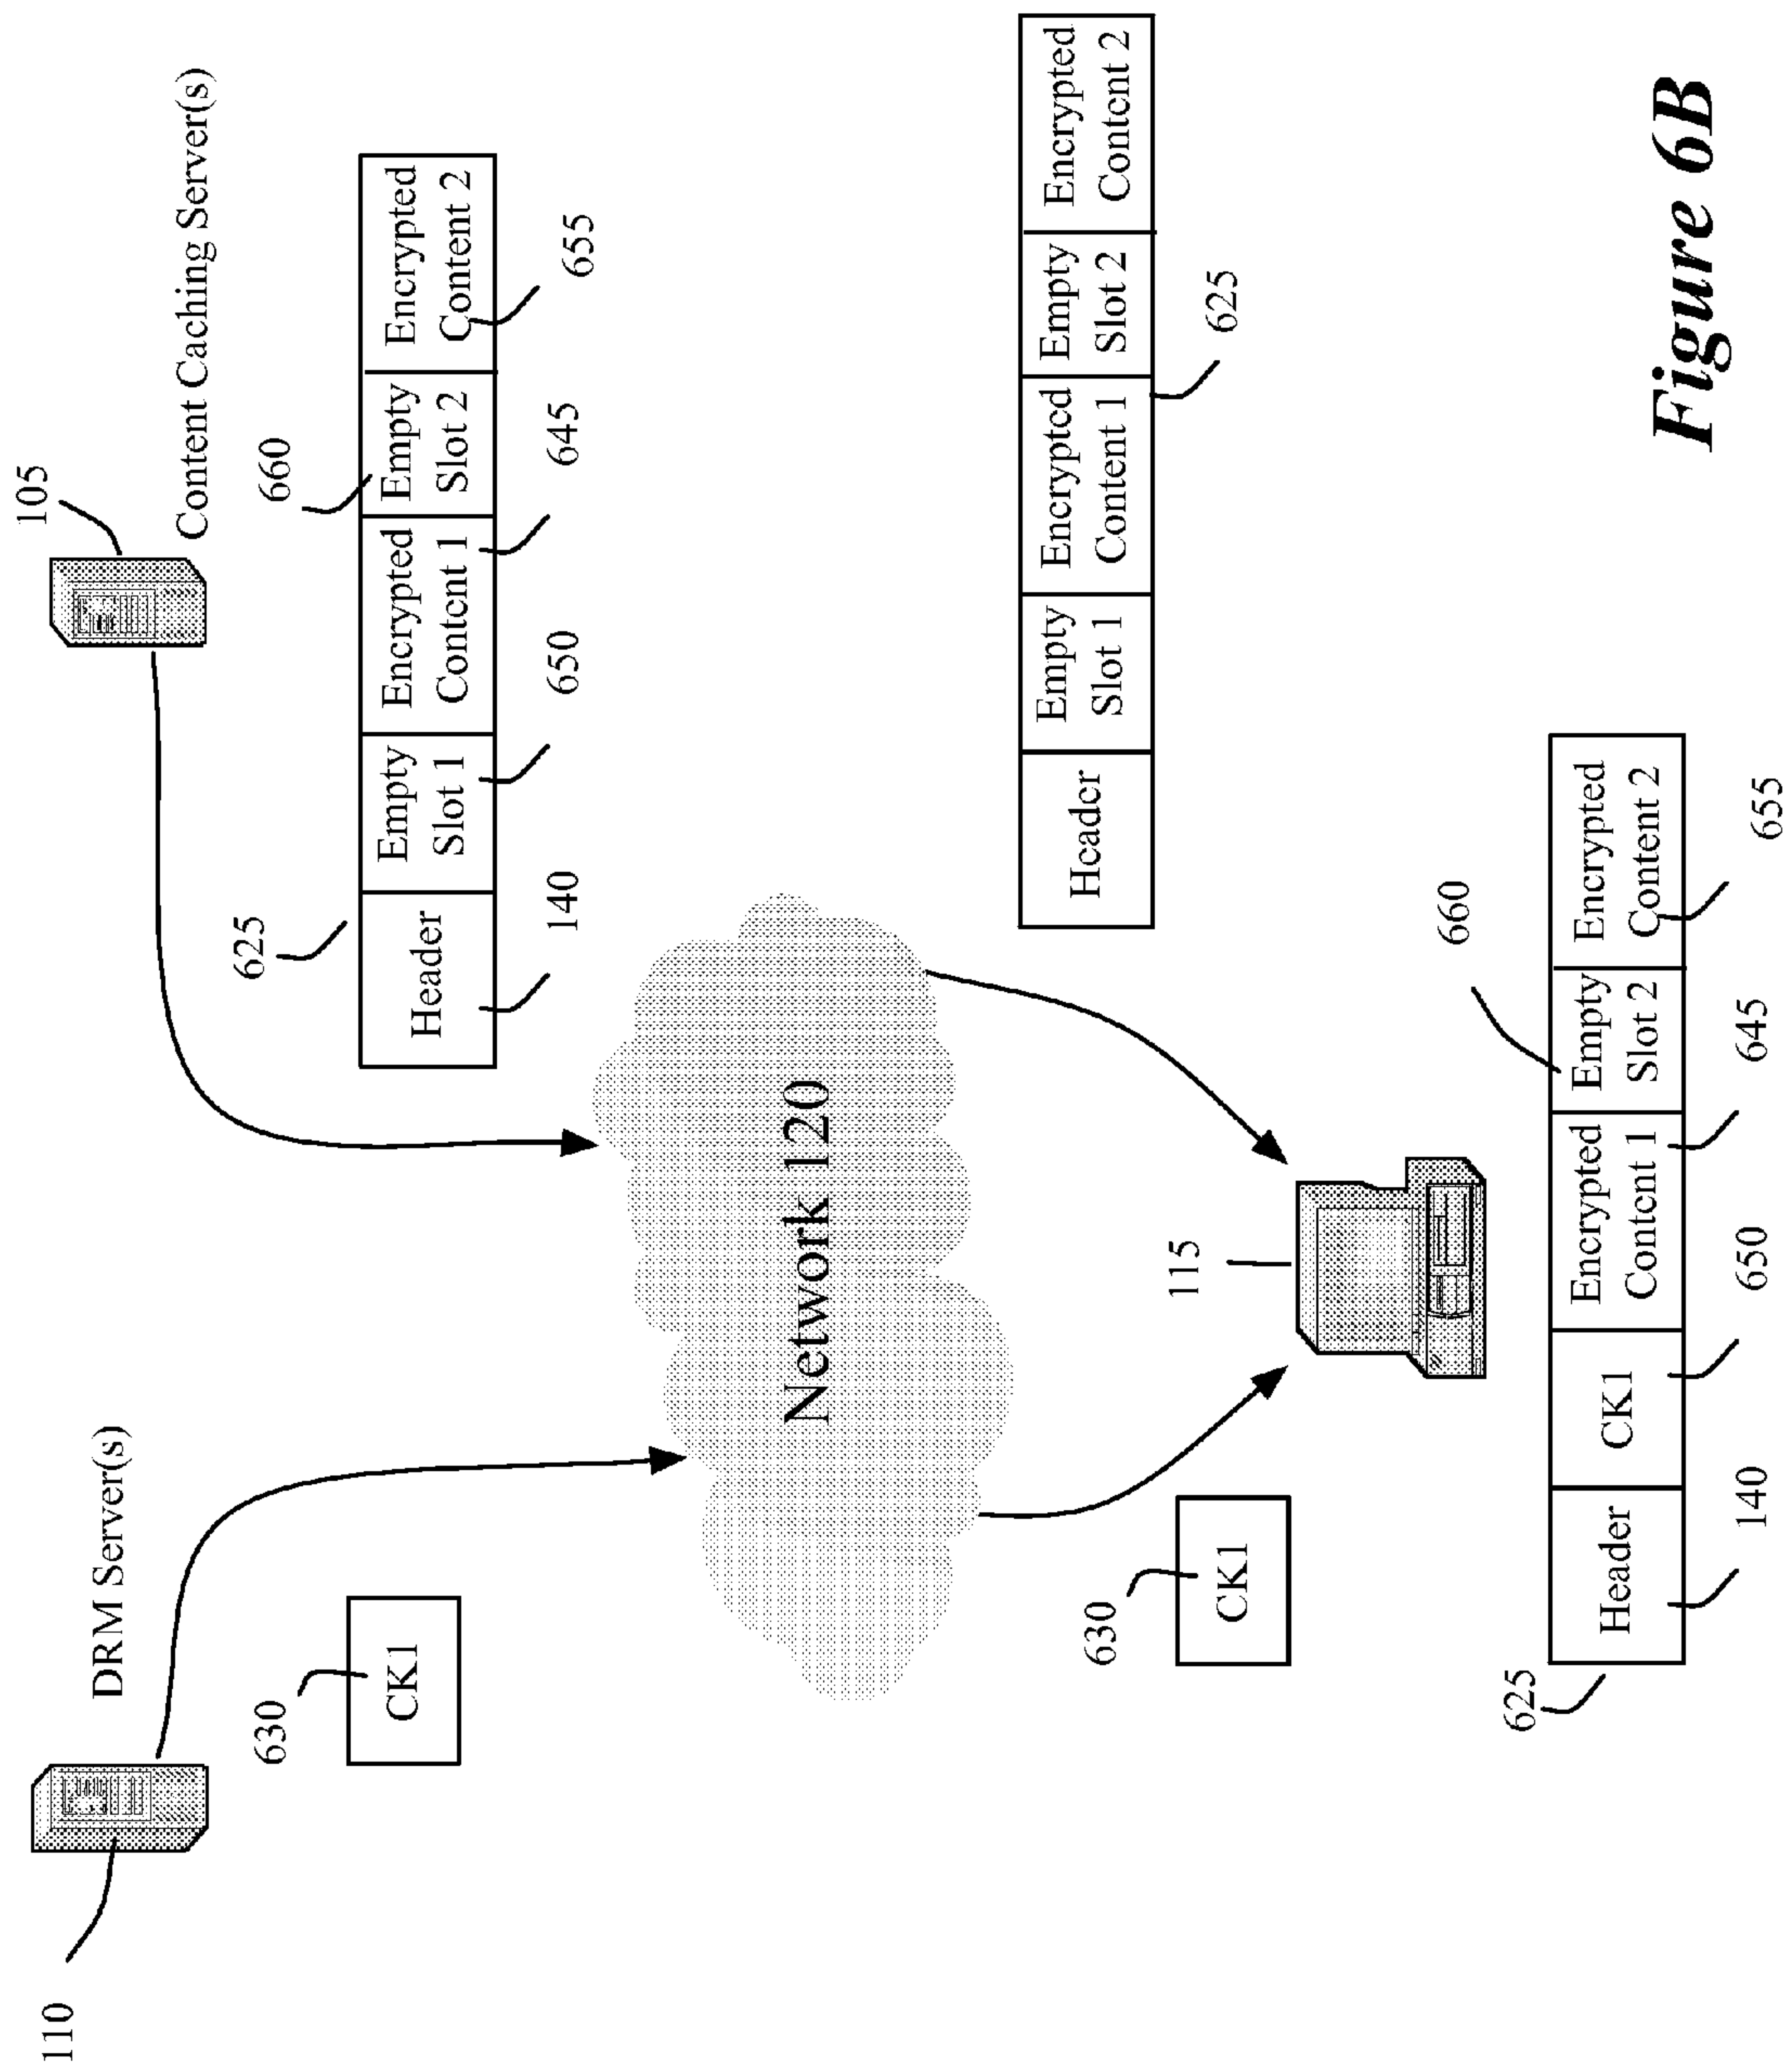 110
105
DRM Server(s)
Content Caching Server(s)
630
CK1
625
660
Header
Empty
Slot 1
Encrypted
Content 1
Empty
Slot 2
Encrypted
Content 2
140
650
645
655
Network 120
Header
Empty
Slot 1
Encrypted
Content 1
Empty
Slot 2
Encrypted
Content 2
625
630
CK1
115
625
660
Header
CK1
Encrypted
Content 1
Empty
Slot 2
Encrypted
Content 2
140
650
645
655
Figure 6B